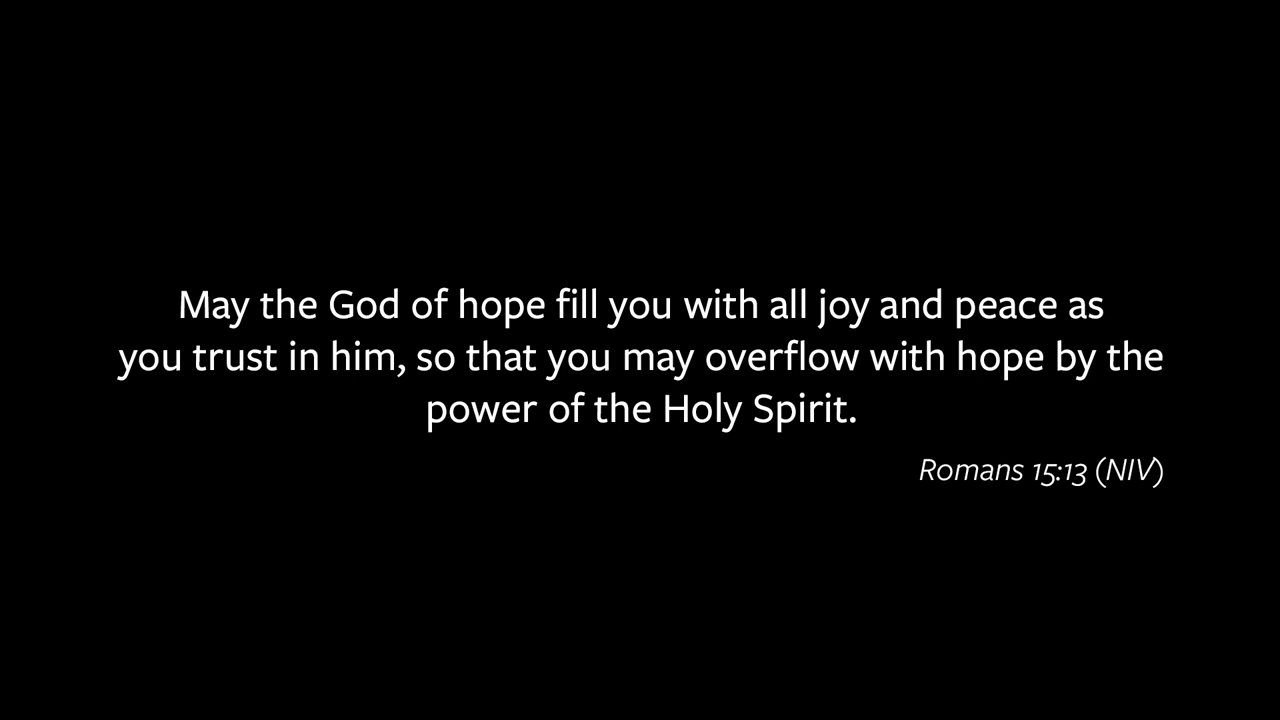 May the God of hope fill you with all joy and peace as
you trust in him, so that you may overflow with hope by the
power of the Holy Spirit.
Romans 15:13 (NIV)